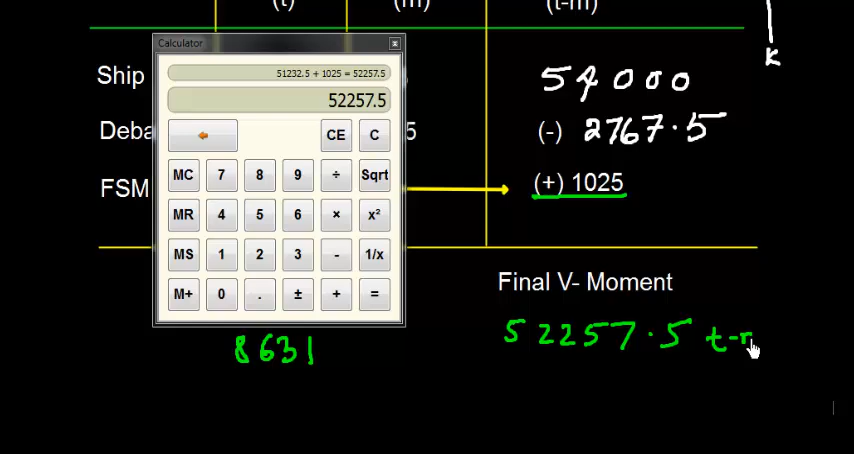 (t) (m) (t-m)
K
Calculator x
51232.5 + 1025 = 52257.5
52257.5
CE C
MC 7 8 9 ÷ Sqrt
MR 4 5 6 × x²
MS 1 2 3 - 1/x
M+ 0 . ± + =
Ship 54000
Deba 5 (-) 2767.5
FSM (+) 1025
Final V- Moment
8631 52257.5 t-m